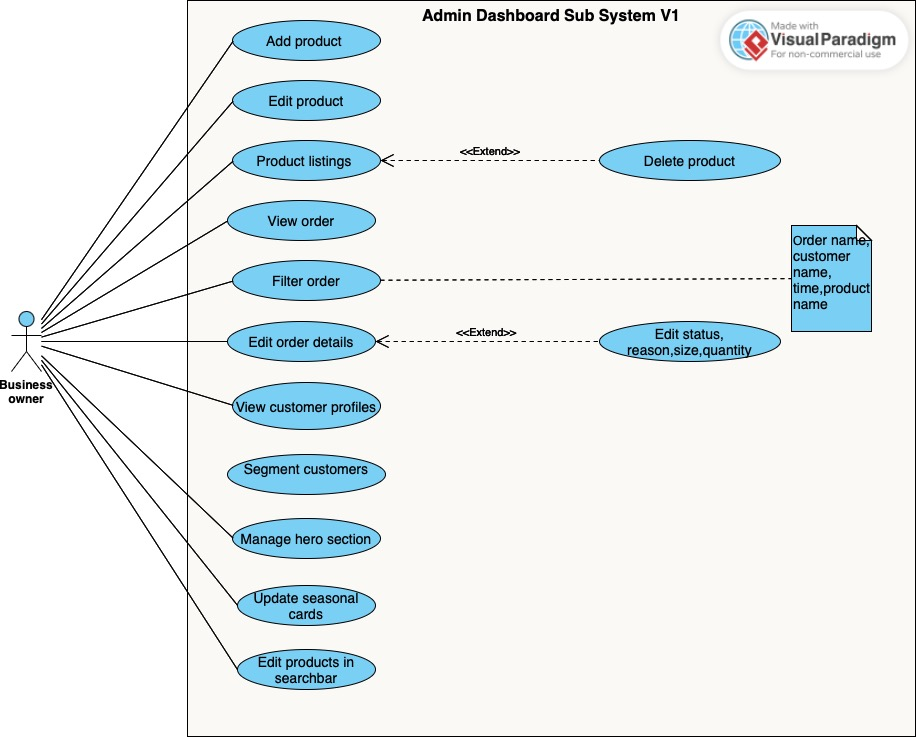 Admin Dashboard Sub System V1
Made with
Visual Paradigm
For non-commercial use
Add product
Edit product
Product listings
<<Extend>>
Delete product
View order
Order name,
customer
name,
time,product
name
Filter order
Edit order details
<<Extend>>
Edit status,
reason,size,quantity
Business
owner
View customer profiles
Segment customers
Manage hero section
Update seasonal
cards
Edit products in
searchbar